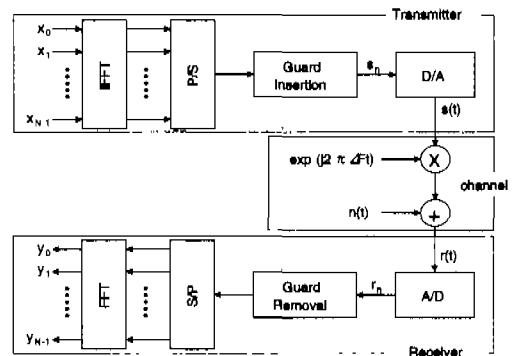 Transmitter
x0
x1
xN-1
IFFT
P/S
Guard
Insertion
sn
D/A
s(t)
exp (j2 π ΔFt)
X
channel
n(t)
+
r(t)
y0
y1
yN-1
FFT
S/P
Guard
Removal
rn
A/D
Receiver